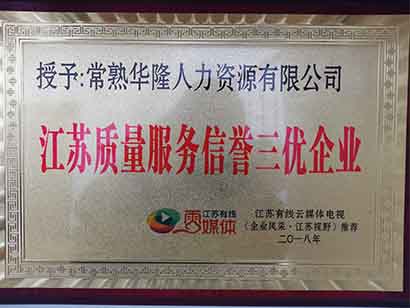 授予:常熟华隆人力资源有限公司
江苏质量服务信誉三优企业
江苏有线
云媒体
江苏有线云媒体电视
《企业风采·江苏视野》推荐
二〇一八年